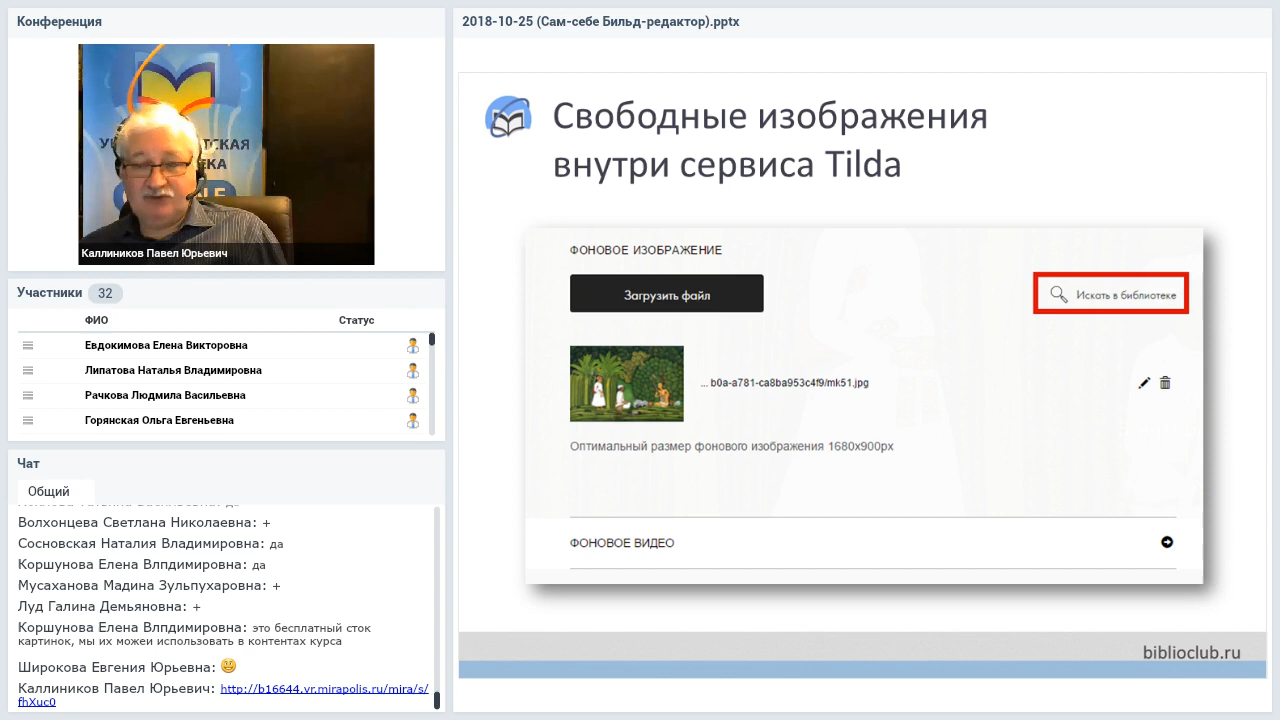 Конференция
Каллиников Павел Юрьевич
Участники 32
ФИО Статус
Евдокимова Елена Викторовна
Липатова Наталья Владимировна
Рачкова Людмила Васильевна
Горянская Ольга Евгеньевна
Чат
Общий
Волхонцева Светлана Николаевна: +
Сосновская Наталия Владимировна: да
Коршунова Елена Влпдимировна: да
Мусаханова Мадина Зульпухаровна: +
Луд Галина Демьяновна: +
Коршунова Елена Влпдимировна: это бесплатный сток
картинок, мы их можеи использовать в контентах курса
Широкова Евгения Юрьевна:
Каллиников Павел Юрьевич: http://b16644.vr.mirapolis.ru/mira/s/
fhXuc0
2018-10-25 (Сам-себе Бильд-редактор).pptx
Свободные изображения
внутри сервиса Tilda
ФОНОВОЕ ИЗОБРАЖЕНИЕ
Загрузить файл
Искать в библиотеке
... b0a-a781-ca8ba953c4f9/mk51.jpg
Оптимальный размер фонового изображения 1680x900px
ФОНОВОЕ ВИДЕО
biblioclub.ru